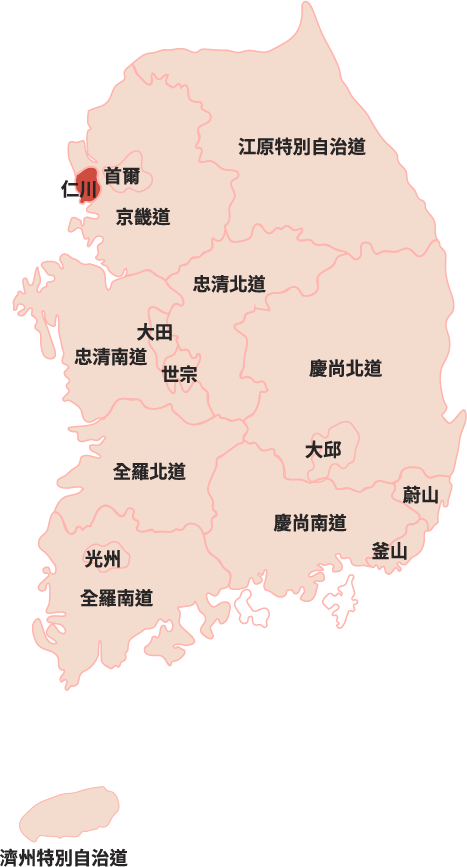 江原特別自治道
首爾
仁川
京畿道
忠清北道
大田
忠清南道
慶尚北道
世宗
大邱
全羅北道
蔚山
慶尚南道
釜山
光州
全羅南道
濟州特別自治道